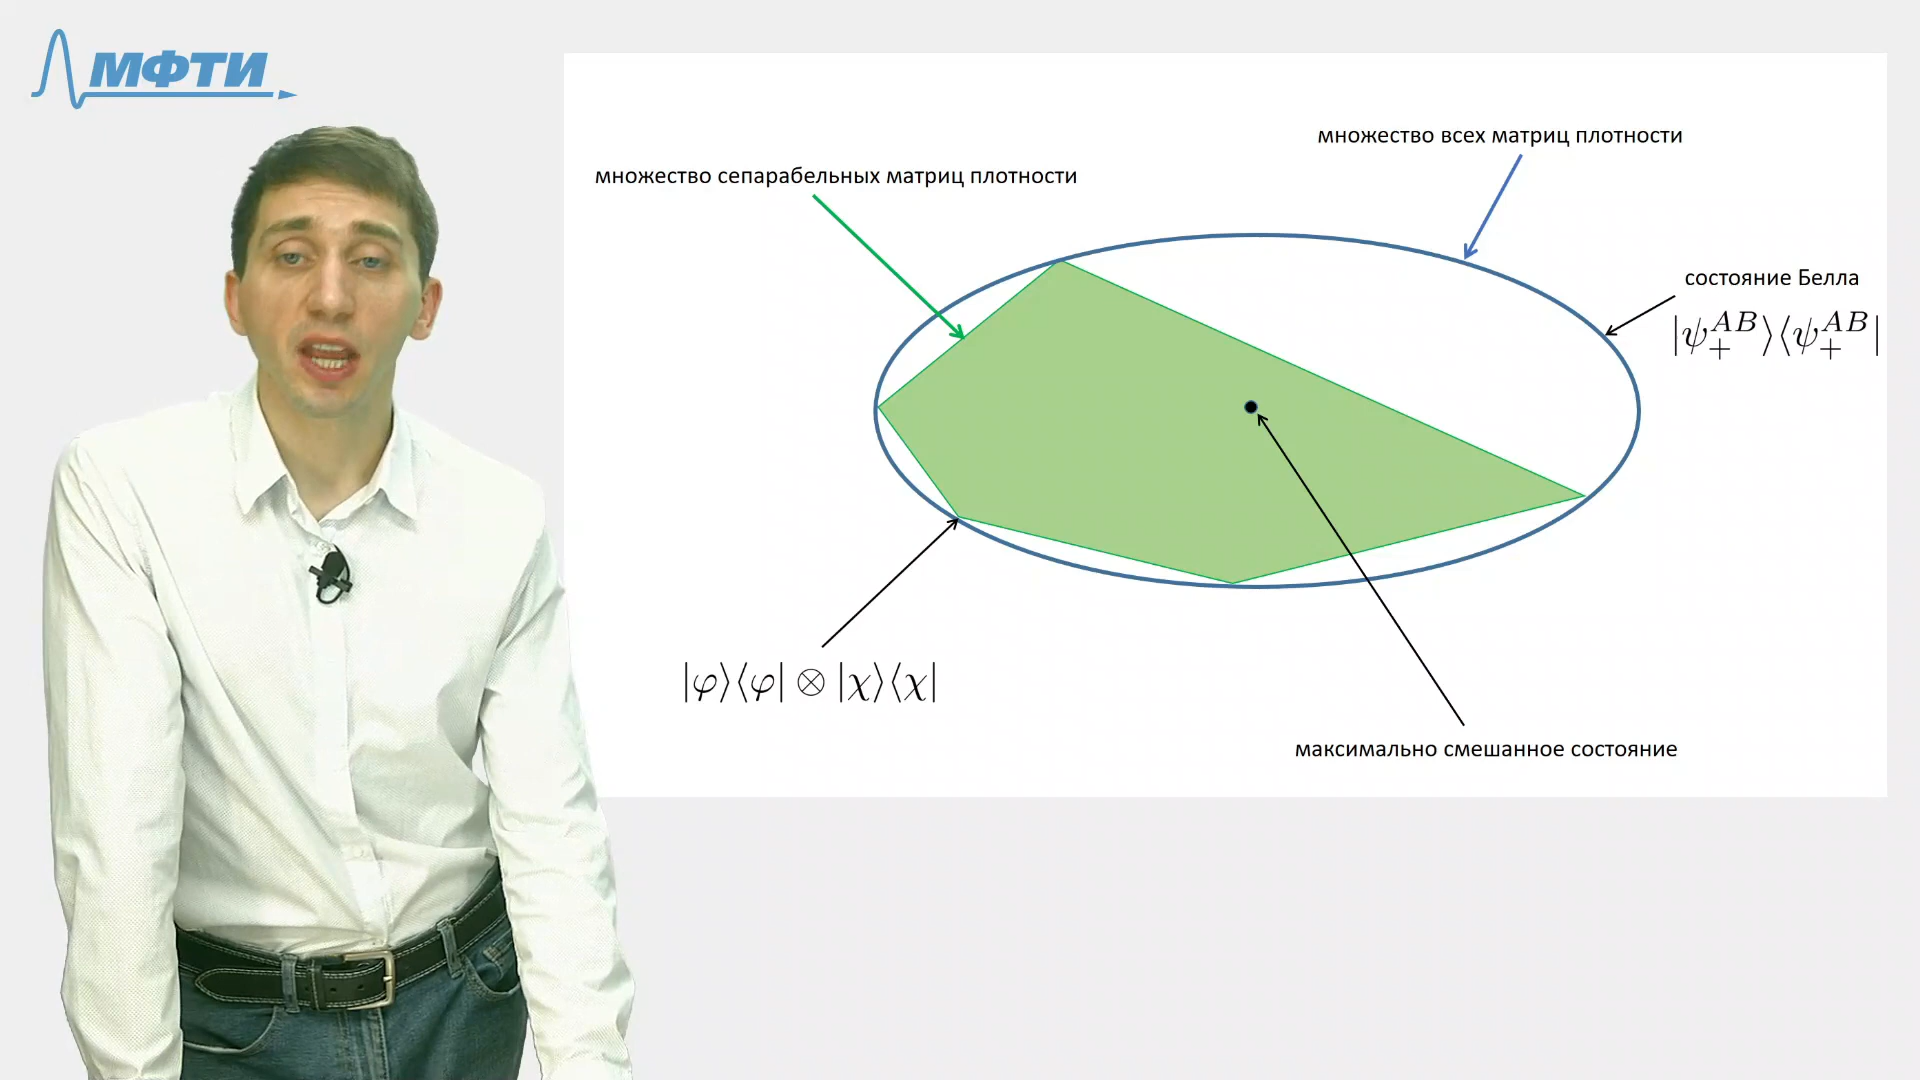 МФТИ
множество всех матриц плотности
множество сепарабельных матриц плотности
состояние Белла
|ψ₊ᴬᴮ⟩⟨ψ₊ᴬᴮ|
|φ⟩⟨φ| ⊗ |χ⟩⟨χ|
максимально смешанное состояние